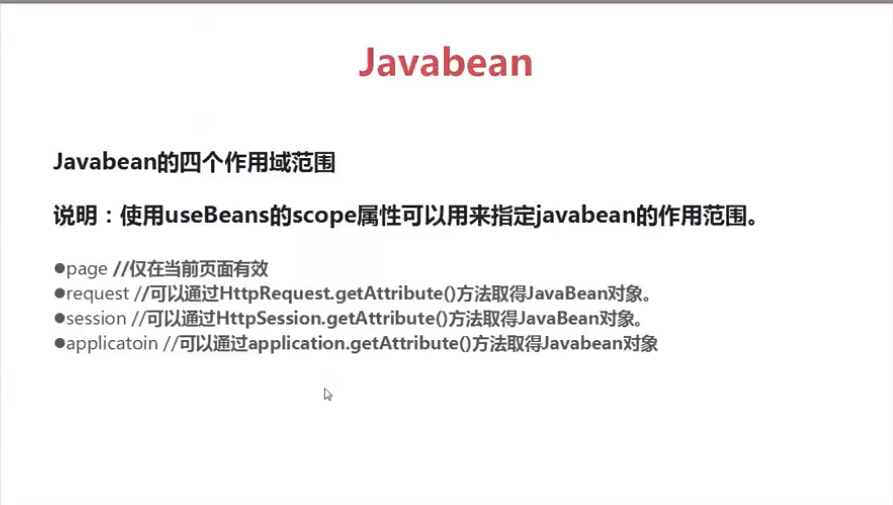 Javabean
Javabean的四个作用域范围
说明：使用useBeans的scope属性可以用来指定javabean的作用范围。
●page //仅在当前页面有效
●request //可以通过HttpRequest.getAttribute()方法取得JavaBean对象。
●session //可以通过HttpSession.getAttribute()方法取得JavaBean对象。
●applicatoin //可以通过application.getAttribute()方法取得Javabean对象